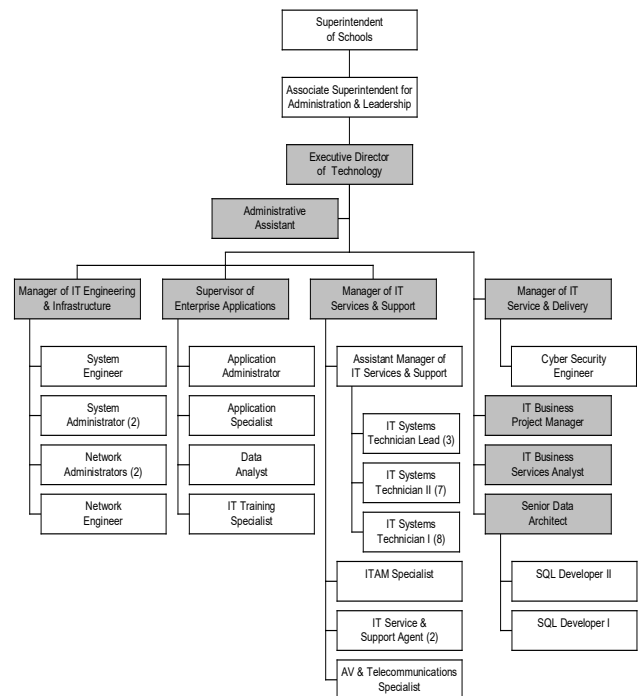 Superintendent
of Schools
Associate Superintendent for
Administration & Leadership
Executive Director
of Technology
Administrative
Assistant
Manager of IT Engineering
& Infrastructure
System
Engineer
System
Administrator (2)
Network
Administrators (2)
Network
Engineer
Supervisor of
Enterprise Applications
Application
Administrator
Application
Specialist
Data
Analyst
IT Training
Specialist
Manager of IT
Services & Support
Assistant Manager of
IT Services & Support
IT Systems
Technician Lead (3)
IT Systems
Technician II (7)
IT Systems
Technician I (8)
ITAM Specialist
IT Service &
Support Agent (2)
AV & Telecommunications
Specialist
Manager of IT
Service & Delivery
Cyber Security
Engineer
IT Business
Project Manager
IT Business
Services Analyst
Senior Data
Architect
SQL Developer II
SQL Developer I